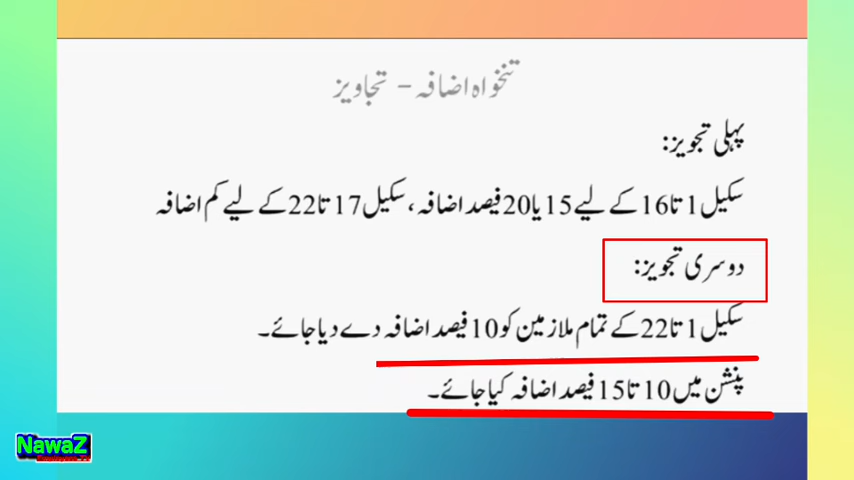 تنخواہ اضافہ – تجاویز
پہلی تجویز:
سکیل 1 تا 16 کے لیے 15 یا 20 فیصد اضافہ، سکیل 17 تا 22 کے لیے کم اضافہ
دوسری تجویز:
سکیل 1 تا 22 کے تمام ملازمین کو 10 فیصد اضافہ دے دیا جائے۔
پنشن میں 10 تا 15 فیصد اضافہ کیا جائے۔
NawaZ